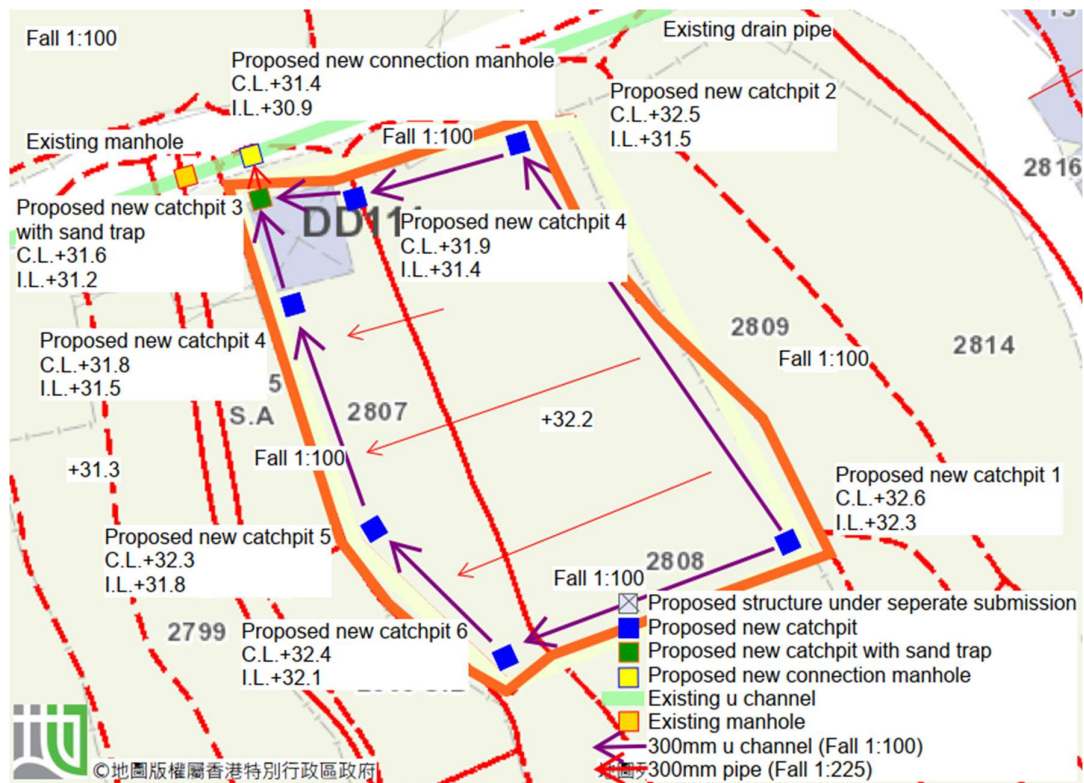 Fall 1:100
Existing drain pipe
Proposed new connection manhole
C.L.+31.4
I.L.+30.9
Proposed new catchpit 2
C.L.+32.5
I.L.+31.5
Fall 1:100
Existing manhole
2816
Proposed new catchpit 3
with sand trap
C.L.+31.6
I.L.+31.2
DD111
Proposed new catchpit 4
C.L.+31.9
I.L.+31.4
2809
2814
Fall 1:100
Proposed new catchpit 4
C.L.+31.8
I.L.+31.5
5
S.A
2807
+32.2
Fall 1:100
+31.3
Proposed new catchpit 1
C.L.+32.6
I.L.+32.3
Proposed new catchpit 5
C.L.+32.3
I.L.+31.8
2808
Fall 1:100
2799
Proposed new catchpit 6
C.L.+32.4
I.L.+32.1
Proposed structure under seperate submission
Proposed new catchpit
Proposed new catchpit with sand trap
Proposed new connection manhole
Existing u channel
Existing manhole
300mm u channel (Fall 1:100)
300mm pipe (Fall 1:225)
©地圖版權屬香港特別行政區政府